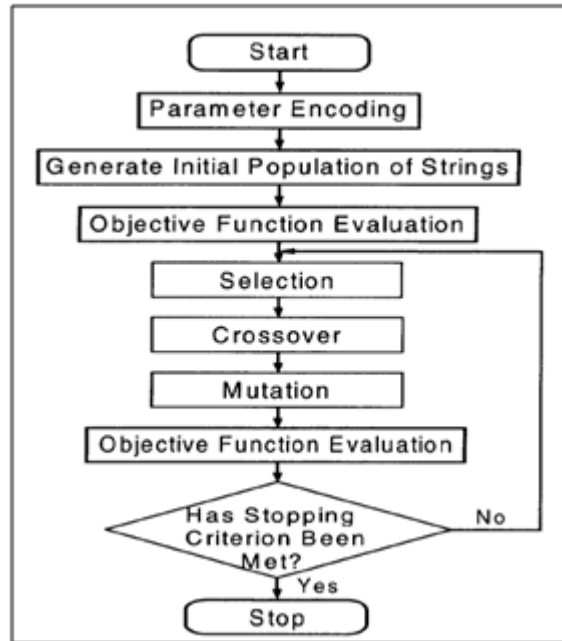 Start
Parameter Encoding
Generate Initial Population of Strings
Objective Function Evaluation
Selection
Crossover
Mutation
Objective Function Evaluation
Has Stopping
Criterion Been
Met?
No
Yes
Stop